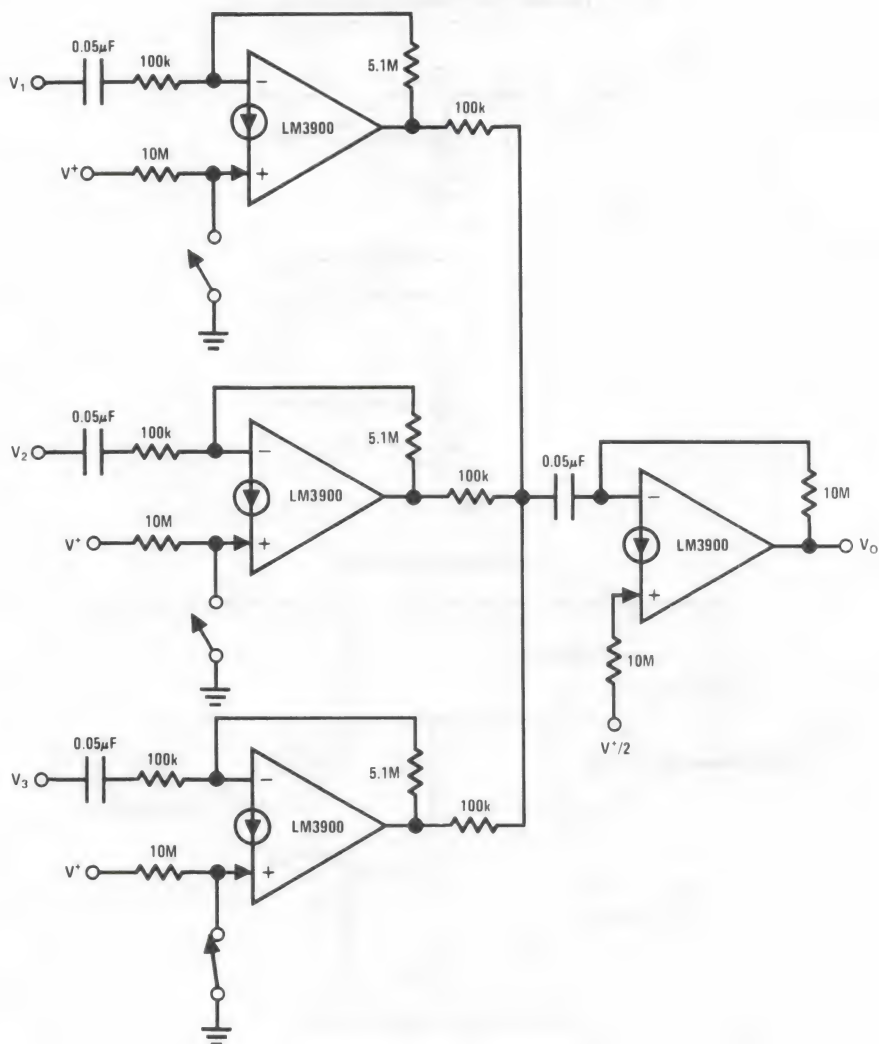 0.05μF
100k
5.1M
V1
−
LM3900
100k
10M
V+
+
0.05μF
100k
5.1M
V2
−
LM3900
100k
0.05μF
10M
V+
+
−
LM3900
10M
VO
+
10M
V+/2
0.05μF
100k
5.1M
V3
−
LM3900
100k
10M
V+
+